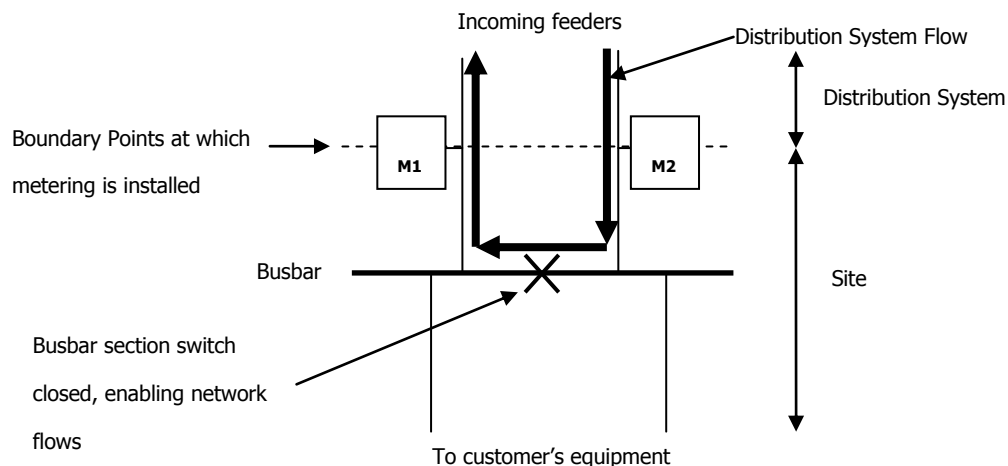 Incoming feeders
Distribution System Flow
Distribution System
Boundary Points at which
metering is installed
M1
M2
Busbar
Site
Busbar section switch
closed, enabling network
flows
To customer’s equipment